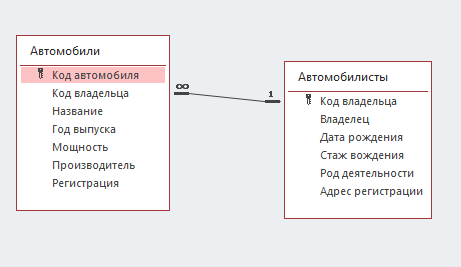 Автомобили
Код автомобиля
Код владельца
Название
Год выпуска
Мощность
Производитель
Регистрация
∞
1
Автомобилисты
Код владельца
Владелец
Дата рождения
Стаж вождения
Род деятельности
Адрес регистрации